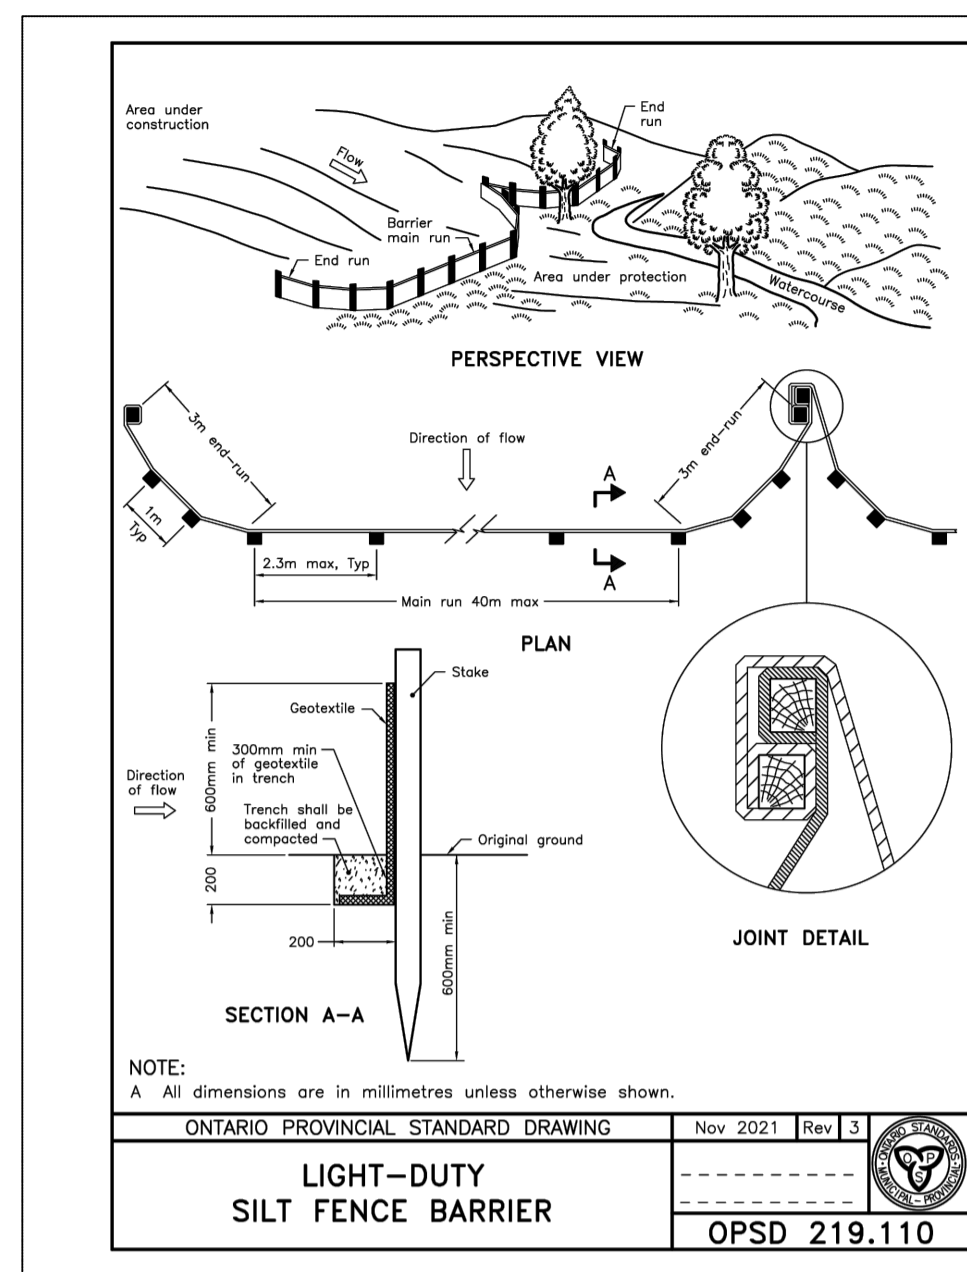 Area under
construction
Flow
End
run
Barrier
main run
End run
Area under protection
Watercourse
PERSPECTIVE VIEW
3m end-run
1m
Typ
Direction of flow
3m end-run
A
A
2.3m max, Typ
Main run 40m max
PLAN
Stake
Geotextile
600mm min
300mm min
of geotextile
in trench
Direction
of flow
Trench shall be
backfilled and
compacted
Original ground
200
200
600mm min
SECTION A-A
JOINT DETAIL
NOTE:
A All dimensions are in millimetres unless otherwise shown.
ONTARIO PROVINCIAL STANDARD DRAWING
Nov 2021 Rev 3
LIGHT-DUTY
SILT FENCE BARRIER
OPSD 219.110
ONTARIO STANDARDS
MUNICIPAL - PROVINCIAL
O P
S